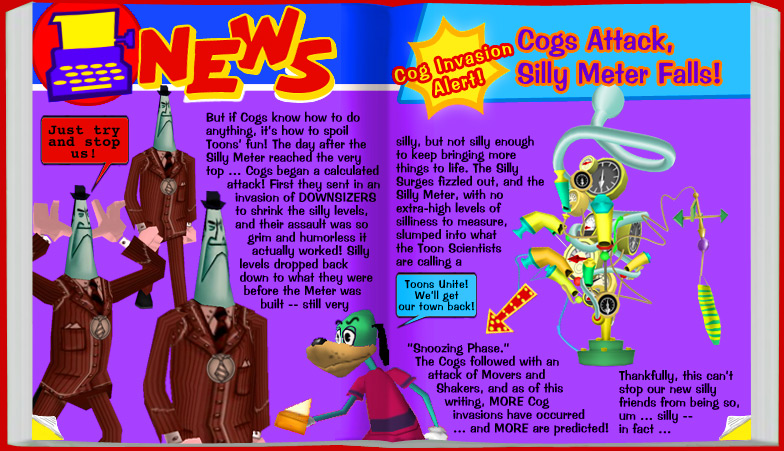 NEWS
Just try
and stop
us!
But if Cogs know how to do
anything, it's how to spoil
Toons' fun! The day after the
Silly Meter reached the very
top ... Cogs began a calculated
attack! First they sent in an
invasion of DOWNSIZERS
to shrink the silly levels,
and their assault was so
grim and humorless it
actually worked! Silly
levels dropped back
down to what they were
before the Meter was
built -- still very
Cog Invasion
Alert!
Cogs Attack,
Silly Meter Falls!
silly, but not silly enough
to keep bringing more
things to life. The Silly
Surges fizzled out, and the
Silly Meter, with no
extra-high levels of
silliness to measure,
slumped into what
the Toon Scientists
are calling a
Toons Unite!
We'll get
our town back!
"Snoozing Phase."
The Cogs followed with an
attack of Movers and
Shakers, and as of this
writing, MORE Cog
invasions have occurred
... and MORE are predicted!
Thankfully, this can't
stop our new silly
friends from being so,
um ... silly --
in fact ...